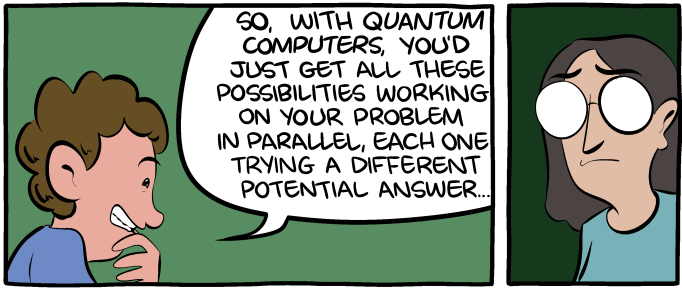 SO, WITH QUANTUM
COMPUTERS, YOU'D
JUST GET ALL THESE
POSSIBILITIES WORKING
ON YOUR PROBLEM
IN PARALLEL, EACH ONE
TRYING A DIFFERENT
POTENTIAL ANSWER...